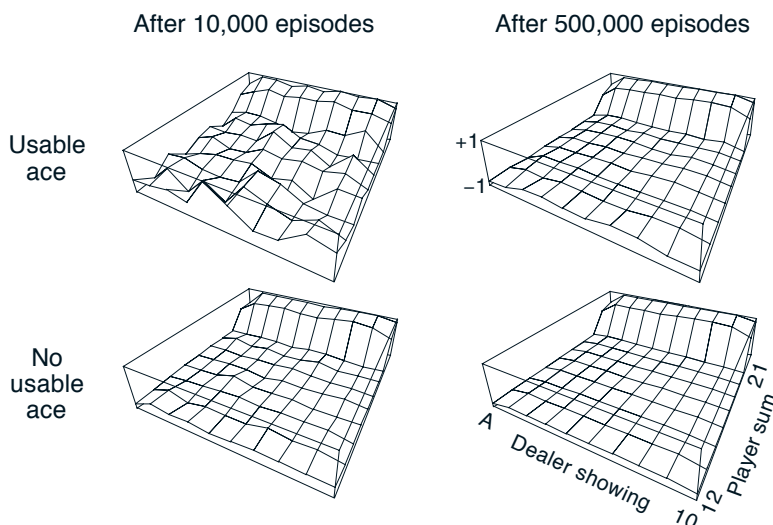 After 10,000 episodes
After 500,000 episodes
Usable
ace
+1
−1
No
usable
ace
A
Dealer showing
10
12
Player sum
21